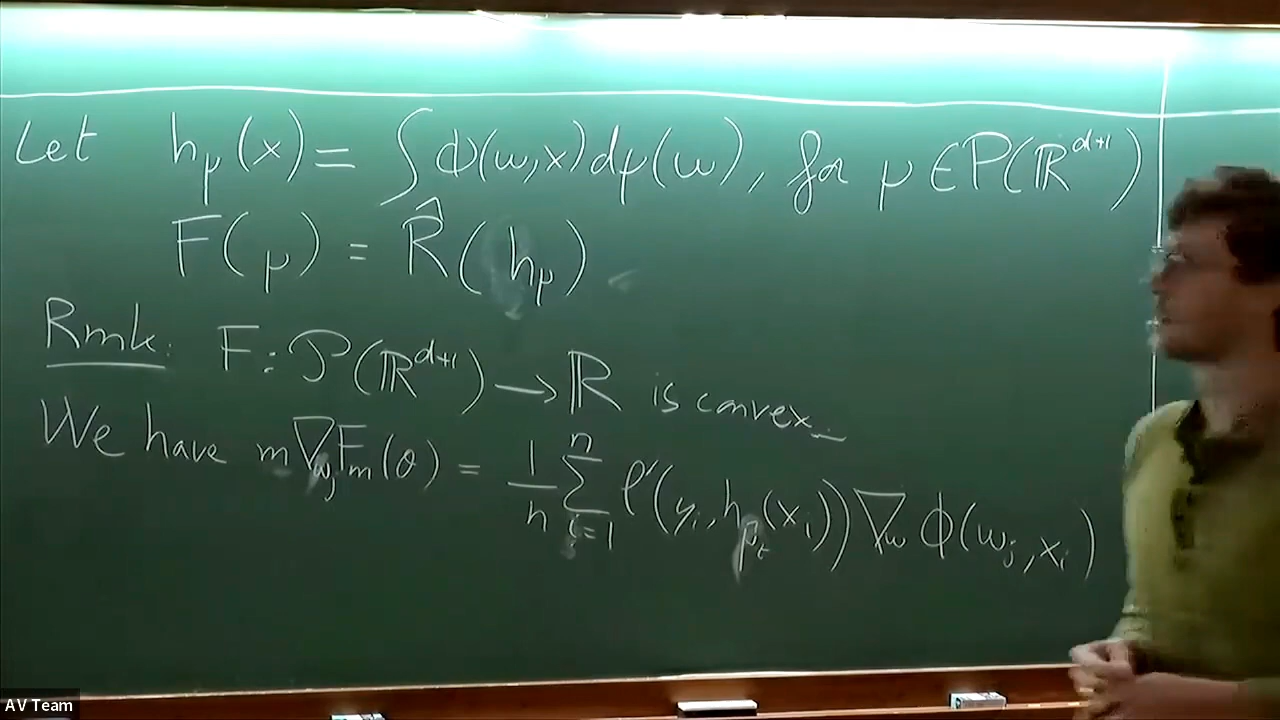 Let h_μ(x) = ∫ Φ(w,x) dμ(w), for μ ∈ P(ℝ^{d+1})
F(μ) = R̂(h_μ)
Rmk: F: P(ℝ^{d+1}) → ℝ is convex.
We have m∇_{w_j} F_m(θ) = 1/n ∑_{i=1}^{n} ℓ'(y_i, h_{μ_t}(x_i)) ∇_w ϕ(w_j, x_i)
AV Team